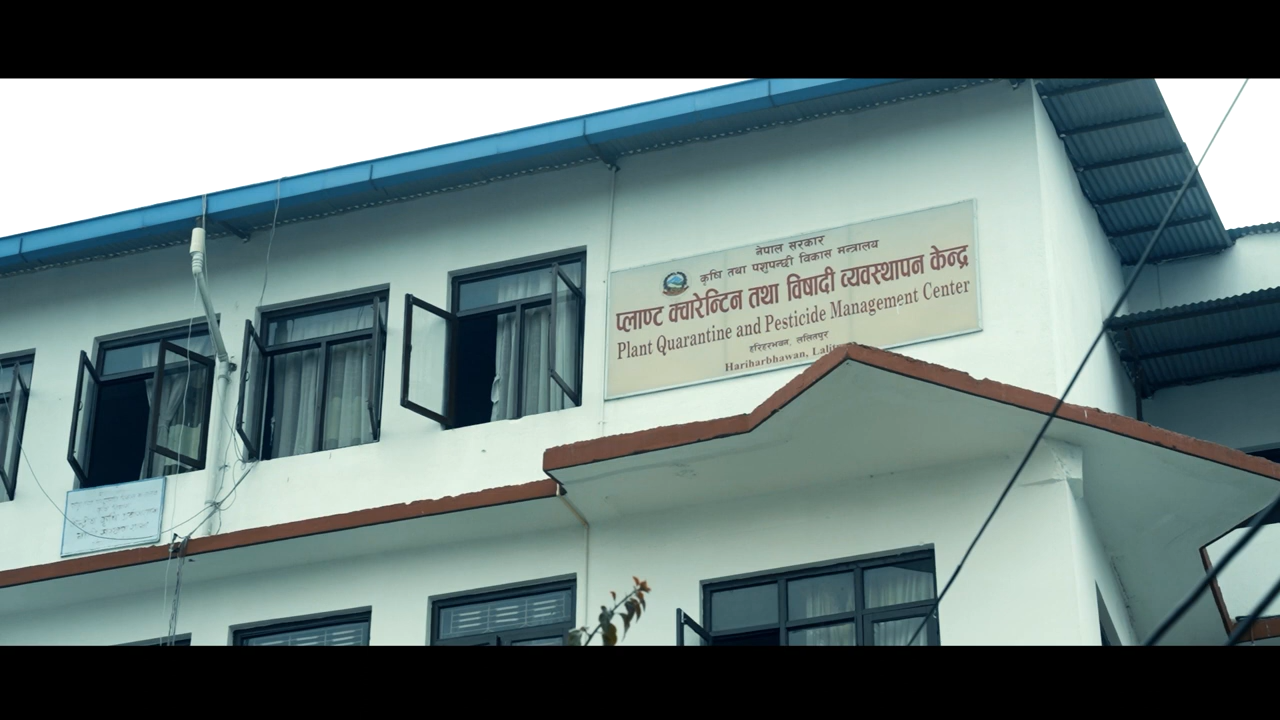 नेपाल सरकार
कृषि तथा पशुपन्छी विकास मन्त्रालय
प्लाण्ट क्वारेन्टिन तथा विषादी व्यवस्थापन केन्द्र
Plant Quarantine and Pesticide Management Center
हरिहरभवन, ललितपुर
Hariharbhawan,